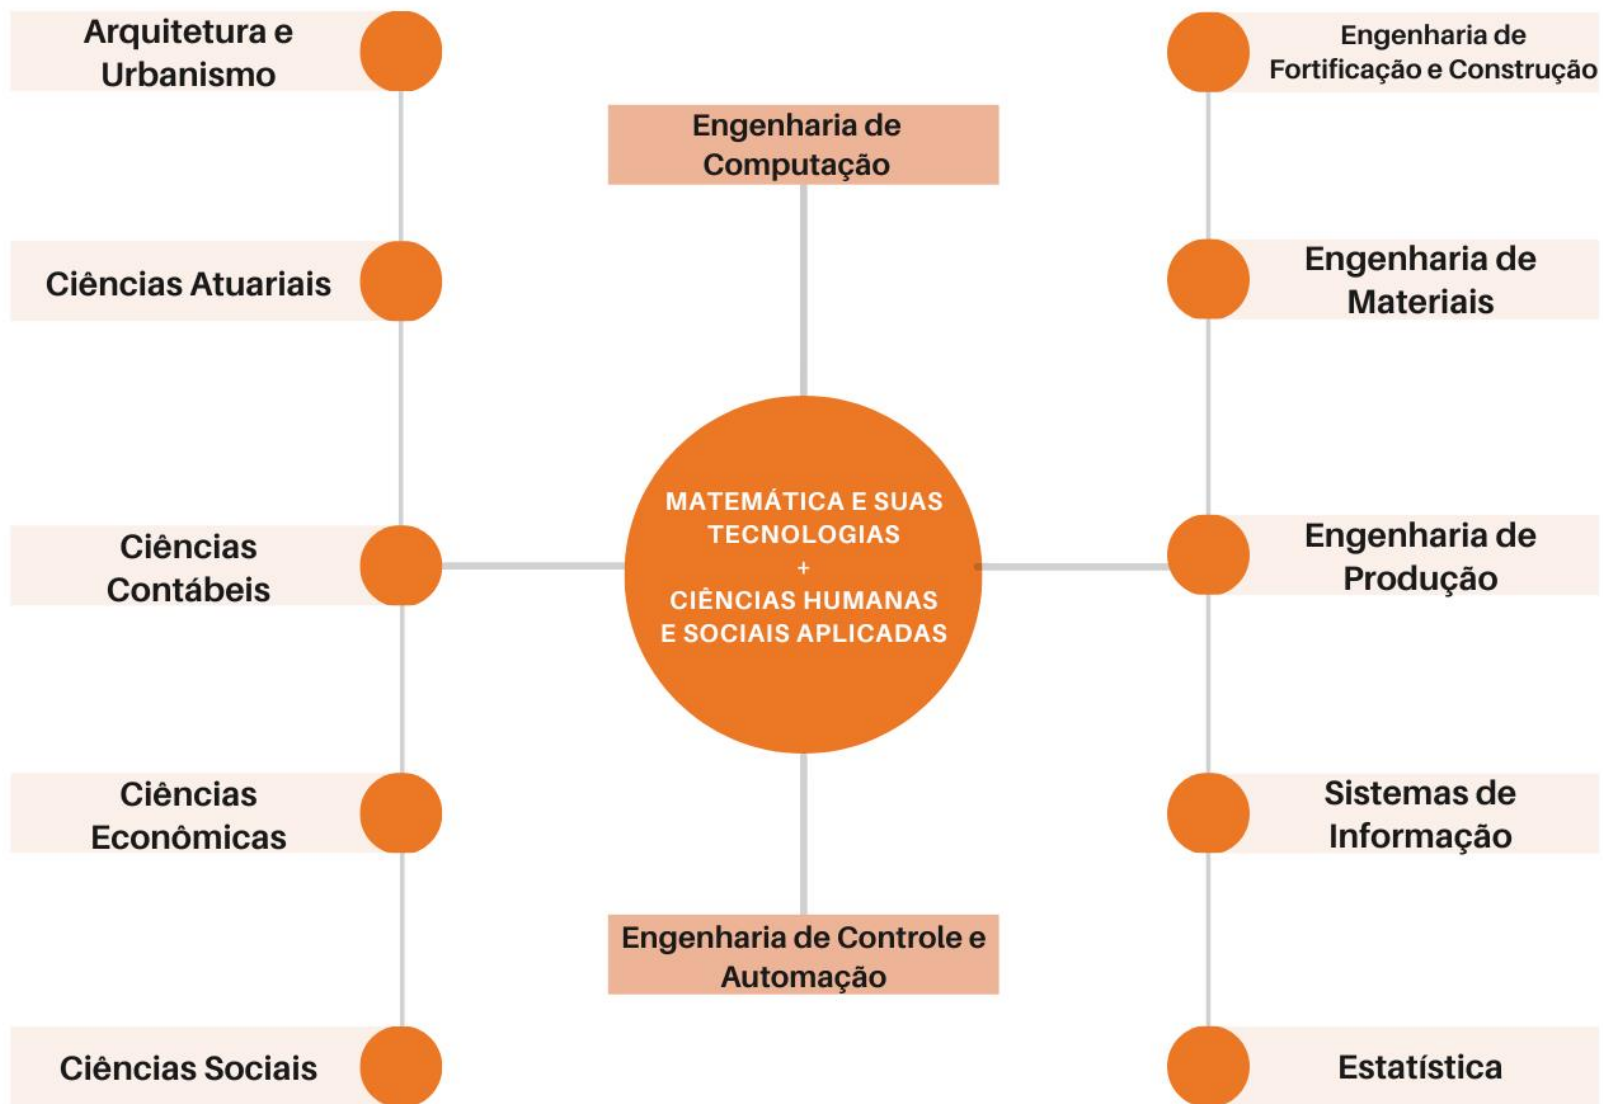 Arquitetura e
Urbanismo
Ciências Atuariais
Ciências
Contábeis
Ciências
Econômicas
Ciências Sociais
Engenharia de
Computação
MATEMÁTICA E SUAS
TECNOLOGIAS
+
CIÊNCIAS HUMANAS
E SOCIAIS APLICADAS
Engenharia de Controle e
Automação
Engenharia de
Fortificação e Construção
Engenharia de
Materiais
Engenharia de
Produção
Sistemas de
Informação
Estatística